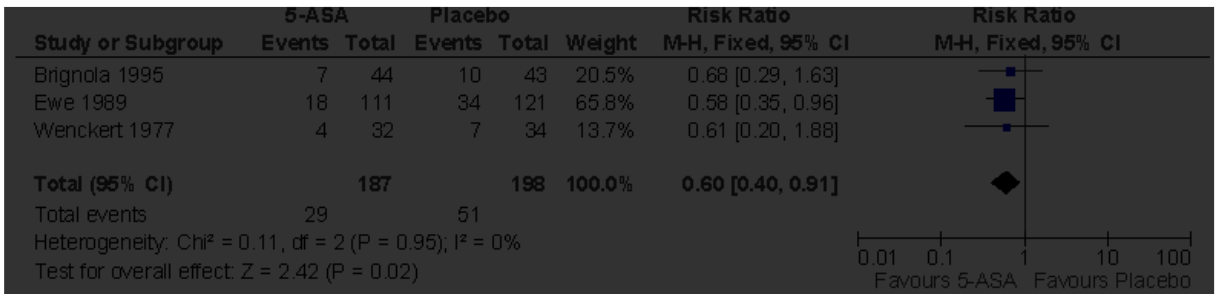 5-ASA Placebo Risk Ratio Risk Ratio
Study or Subgroup Events Total Events Total Weight M-H, Fixed, 95% CI M-H, Fixed, 95% CI
Brignola 1995 7 44 10 43 20.5% 0.68 [0.29, 1.63]
Ewe 1989 18 111 34 121 65.8% 0.58 [0.35, 0.96]
Wenckert 1977 4 32 7 34 13.7% 0.61 [0.20, 1.88]
Total (95% CI) 187 198 100.0% 0.60 [0.40, 0.91]
Total events 29 51
Heterogeneity: Chi² = 0.11, df = 2 (P = 0.95); I² = 0%
Test for overall effect: Z = 2.42 (P = 0.02)
0.01 0.1 1 10 100
Favours 5-ASA Favours Placebo